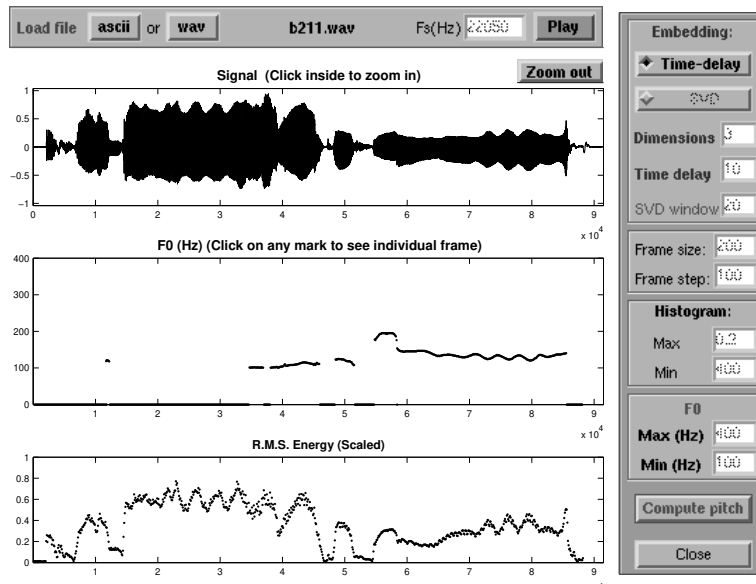 Load file ascii or wav b211.wav Fs(Hz) 22050 Play
Signal (Click inside to zoom in) Zoom out
1
0.5
0
−0.5
−1
0 1 2 3 4 5 6 7 8 9
x 10⁴
F0 (Hz) (Click on any mark to see individual frame)
400
300
200
100
0
1 2 3 4 5 6 7 8 9
x 10⁴
R.M.S. Energy (Scaled)
1
0.8
0.6
0.4
0.2
0
1 2 3 4 5 6 7 8 9
Embedding:
Time-delay
SVD
Dimensions 3
Time delay 10
SVD window 20
Frame size: 200
Frame step: 100
Histogram:
Max 0.2
Min 400
F0
Max (Hz) 400
Min (Hz) 100
Compute pitch
Close